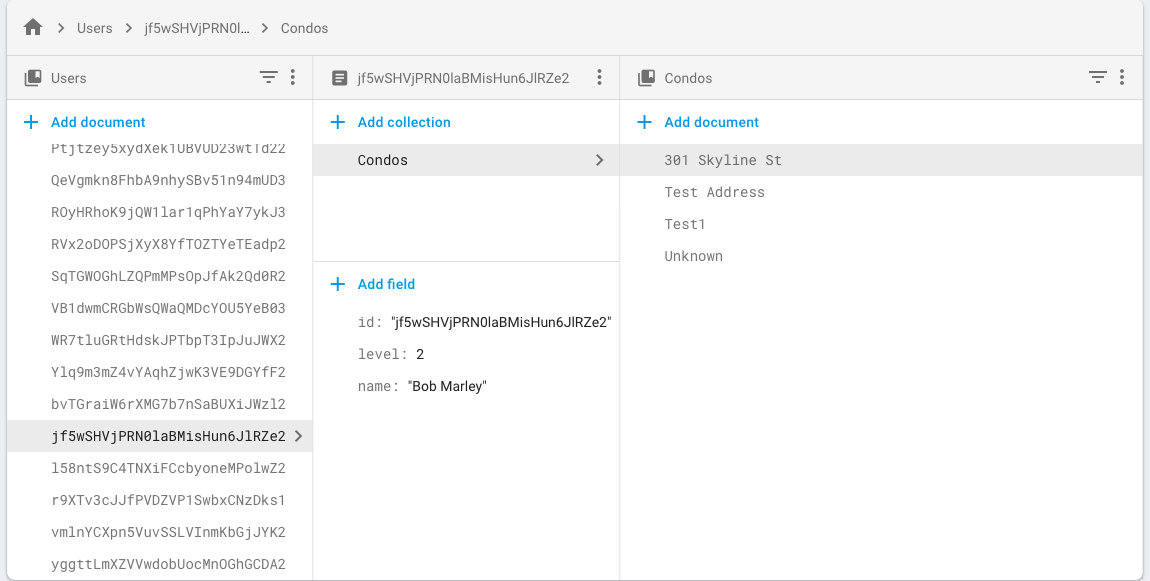 Users
jf5wSHVjPRN0l...
Condos
Users
jf5wSHVjPRN0laBMisHun6JlRZe2
Condos
Add document
Add collection
Add document
Ptjtzey5xydXek1UBVUD23wtTd22
QeVgmkn8FhbA9nhySBv51n94mUD3
ROyHRhoK9jQW1lar1qPhYaY7ykJ3
RVx2oDOPSjXyX8YfTOZTYeTEadp2
SqTGWOGhLZQPmMPsOpJfAk2Qd0R2
VB1dwmCRGbWsQWaQMDcYOU5YeB03
WR7tluGRtHdskJPTbpT3IpJuJWX2
Ylq9m3mZ4vYAqhZjwK3VE9DGYfF2
bvTGraiW6rXMG7b7nSaBUXiJWzl2
jf5wSHVjPRN0laBMisHun6JlRZe2
l58ntS9C4TNXiFCcbyoneMPolwZ2
r9XTv3cJJfPVDZVP1SwbxCNzDks1
vmlnYCXpn5VuvSSLVInmKbGjJYK2
yggttLmXZVVwdobUocMnOGhGCDA2
Condos
Add field
id: "jf5wSHVjPRN0laBMisHun6JlRZe2"
level: 2
name: "Bob Marley"
301 Skyline St
Test Address
Test1
Unknown